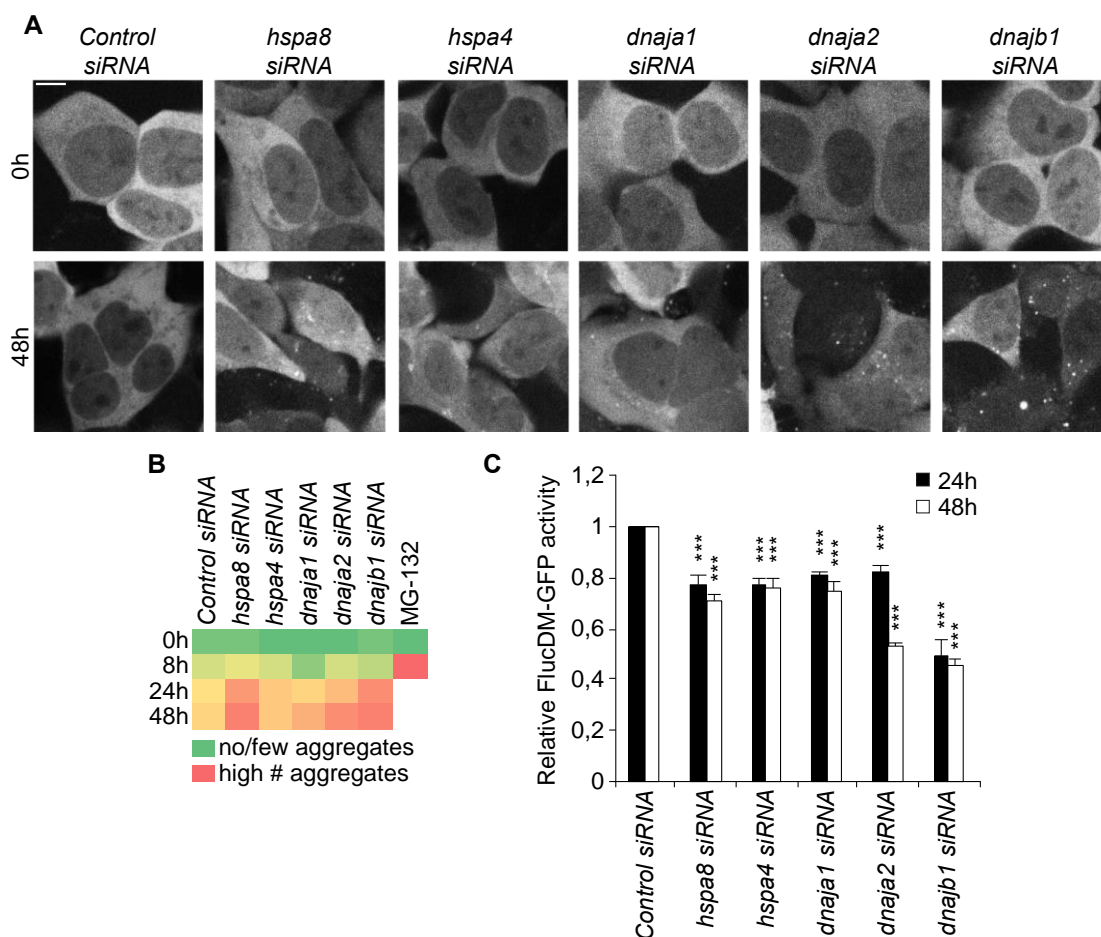 A
Control siRNA
hspa8 siRNA
hspa4 siRNA
dnaja1 siRNA
dnaja2 siRNA
dnajb1 siRNA
0h
48h
B
Control siRNA
hspa8 siRNA
hspa4 siRNA
dnaja1 siRNA
dnaja2 siRNA
dnajb1 siRNA
MG-132
0h
8h
24h
48h
no/few aggregates
high # aggregates
C
Relative FlucDM-GFP activity
1,2
1
0,8
0,6
0,4
0,2
0
24h
48h
***
***
***
***
***
***
***
***
***
***
Control siRNA
hspa8 siRNA
hspa4 siRNA
dnaja1 siRNA
dnaja2 siRNA
dnajb1 siRNA